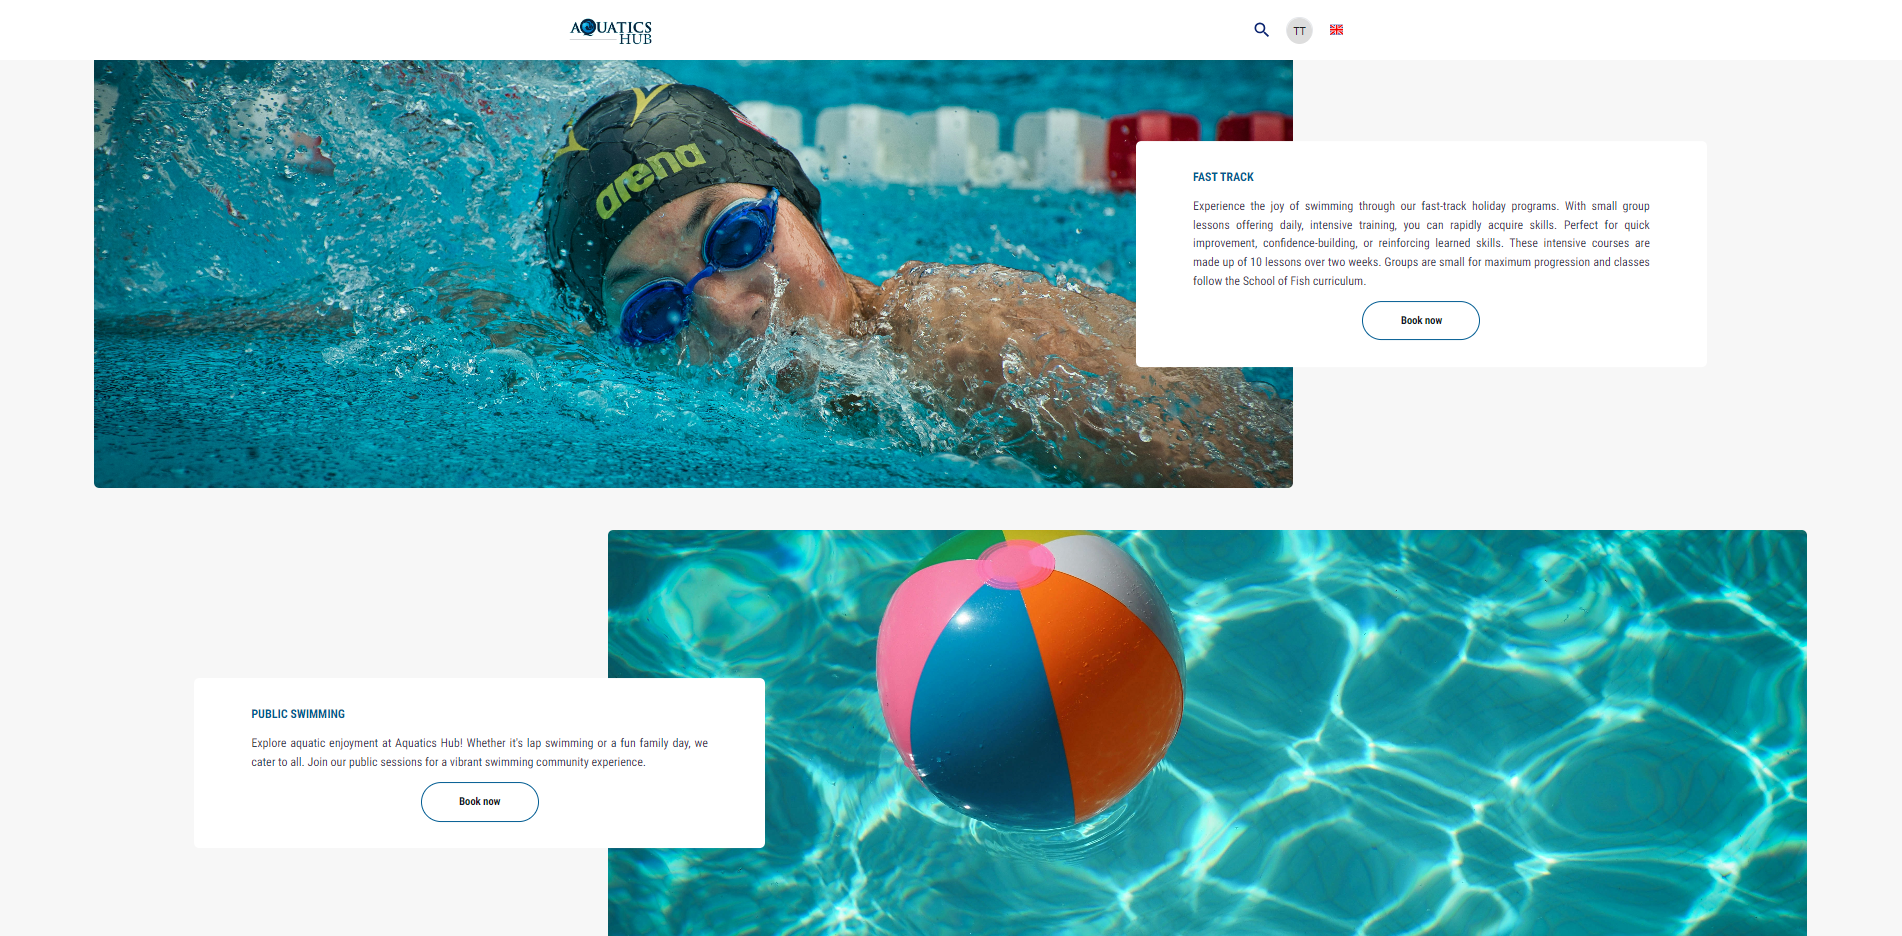 AQUATICS
HUB
TT
arena
FAST TRACK
Experience the joy of swimming through our fast-track holiday programs. With small group
lessons offering daily, intensive training, you can rapidly acquire skills. Perfect for quick
improvement, confidence-building, or reinforcing learned skills. These intensive courses are
made up of 10 lessons over two weeks. Groups are small for maximum progression and classes
follow the School of Fish curriculum.
Book now
PUBLIC SWIMMING
Explore aquatic enjoyment at Aquatics Hub! Whether it's lap swimming or a fun family day, we
cater to all. Join our public sessions for a vibrant swimming community experience.
Book now